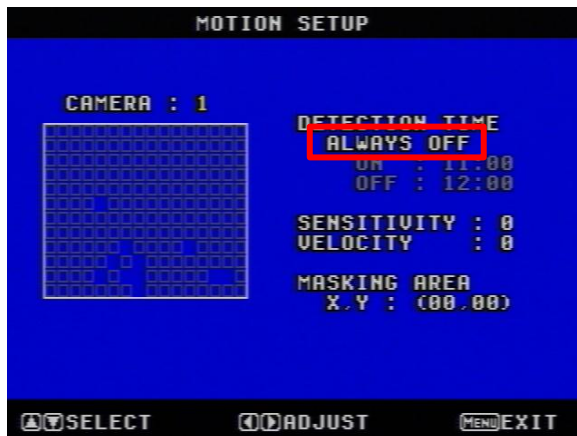 MOTION SETUP
CAMERA : 1
DETECTION TIME
ALWAYS OFF
ON : 11:00
OFF : 12:00
SENSITIVITY : 0
VELOCITY : 0
MASKING AREA
X,Y : (00,00)
SELECT
ADJUST
MENU EXIT